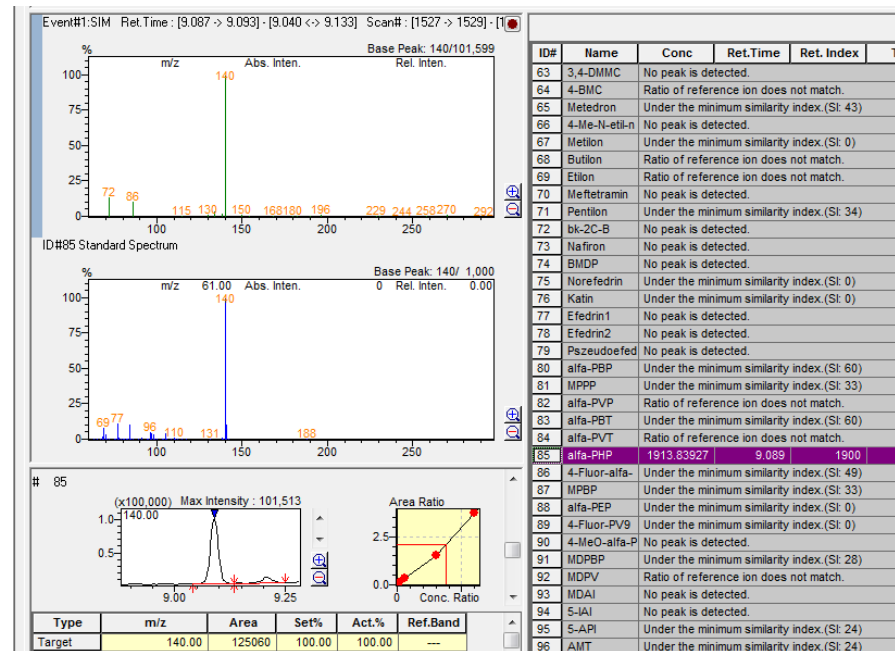 Event#1:SIM Ret.Time : [9.087 -> 9.093] - [9.040 <-> 9.133] Scan# : [1527 -> 1529] - [1
% Base Peak: 140/101,599
m/z Abs. Inten. Rel. Inten.
140
100
75
50
25
0
72 86 115 130 150 168 180 196 229 244 258 270 292
100 150 200 250
ID#85 Standard Spectrum
% Base Peak: 140/ 1,000
m/z 61.00 Abs. Inten. 0 Rel. Inten. 0.00
140
100
75
50
25
0
69 77 96 110 131 188
100 150 200 250
# 85
(x100,000) Max Intensity : 101,513
140.00
1.0
0.5
9.00 9.25
Area Ratio
2.5
0.0
0 Conc. Ratio
Type m/z Area Set% Act.% Ref.Band
Target 140.00 125060 100.00 100.00 ---
ID# Name Conc Ret.Time Ret. Index T
63 3,4-DMMC No peak is detected.
64 4-BMC Ratio of reference ion does not match.
65 Metedron Under the minimum similarity index.(SI: 43)
66 4-Me-N-etil-n No peak is detected.
67 Metilon Under the minimum similarity index.(SI: 0)
68 Butilon Ratio of reference ion does not match.
69 Etilon Ratio of reference ion does not match.
70 Meftetramin No peak is detected.
71 Pentilon Under the minimum similarity index.(SI: 34)
72 bk-2C-B No peak is detected.
73 Nafiron No peak is detected.
74 BMDP No peak is detected.
75 Norefedrin Under the minimum similarity index.(SI: 0)
76 Katin Under the minimum similarity index.(SI: 0)
77 Efedrin1 No peak is detected.
78 Efedrin2 No peak is detected.
79 Pszeudoefed No peak is detected.
80 alfa-PBP Under the minimum similarity index.(SI: 60)
81 MPPP Under the minimum similarity index.(SI: 33)
82 alfa-PVP Ratio of reference ion does not match.
83 alfa-PBT Under the minimum similarity index.(SI: 60)
84 alfa-PVT Ratio of reference ion does not match.
85 alfa-PHP 1913.83927 9.089 1900
86 4-Fluor-alfa- Under the minimum similarity index.(SI: 49)
87 MPBP Under the minimum similarity index.(SI: 33)
88 alfa-PEP Under the minimum similarity index.(SI: 0)
89 4-Fluor-PV9 Under the minimum similarity index.(SI: 0)
90 4-MeO-alfa-P No peak is detected.
91 MDPBP Under the minimum similarity index.(SI: 28)
92 MDPV Ratio of reference ion does not match.
93 MDAI No peak is detected.
94 5-IAI No peak is detected.
95 5-API Under the minimum similarity index.(SI: 24)
96 AMT Under the minimum similarity index.(SI: 24)